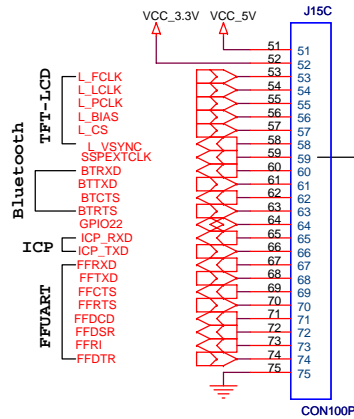 J15C
VCC_3.3V VCC_5V
51 51
52 52
L_FCLK 53 53
L_LCLK 54 54
L_PCLK 55 55
L_BIAS 56 56
L_CS 57 57
L_VSYNC 58 58
SSPEXTCLK 59 59
BTRXD 60 60
BTTXD 61 61
BTCTS 62 62
BTRTS 63 63
GPIO22 64 64
ICP_RXD 65 65
ICP_TXD 66 66
FFRXD 67 67
FFTXD 68 68
FFCTS 69 69
FFRTS 70 70
FFDCD 71 71
FFDSR 72 72
FFRI 73 73
FFDTR 74 74
75 75
TFT-LCD
Bluetooth
ICP
FFUART
CON100P